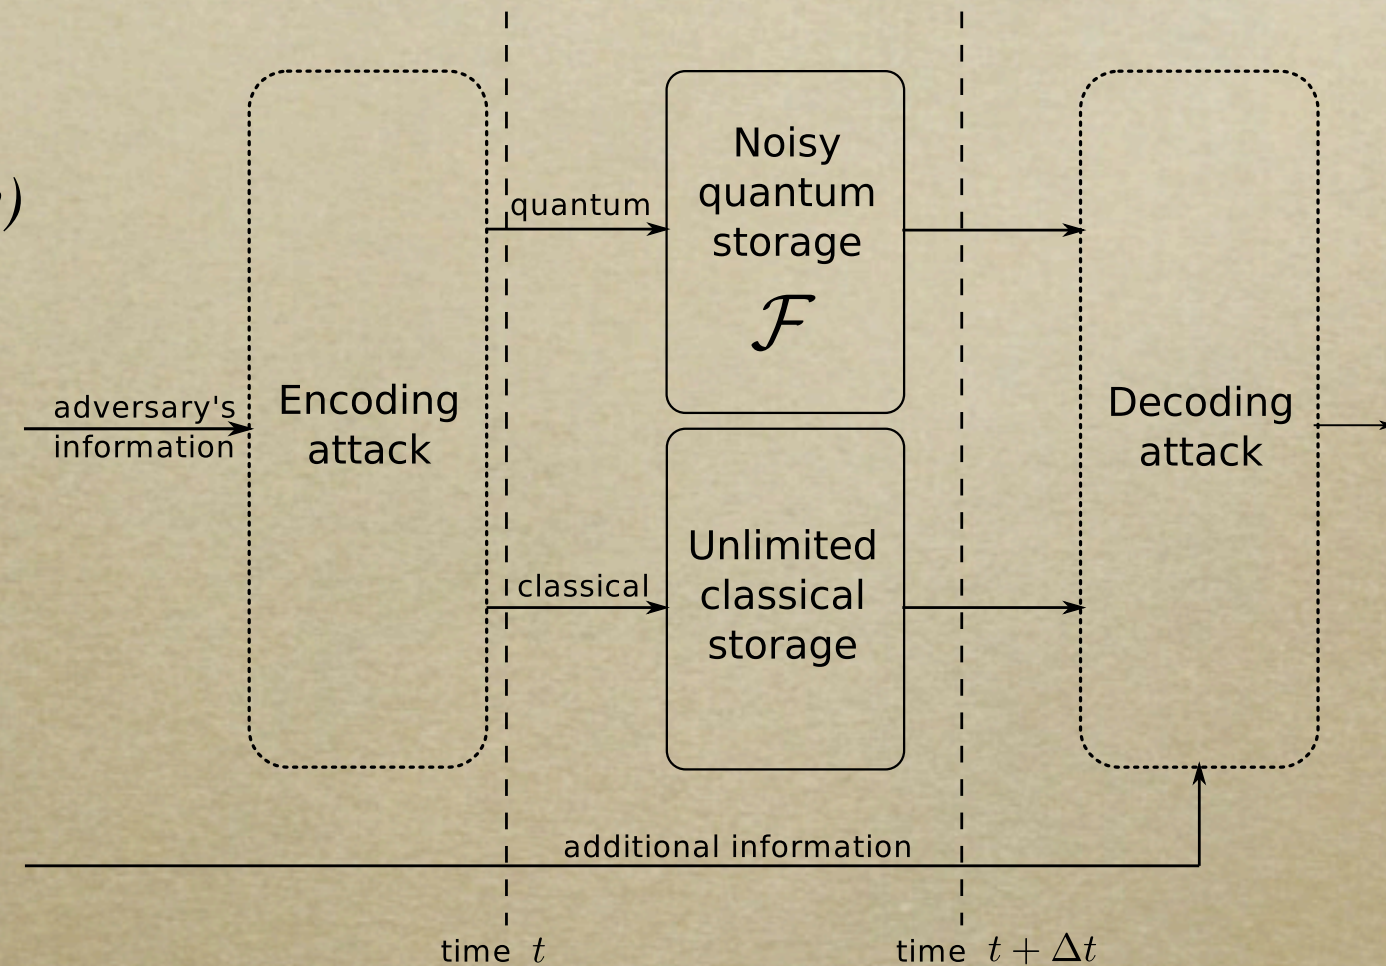 adversary's
information
Encoding
attack
quantum
classical
Noisy
quantum
storage
ℱ
Unlimited
classical
storage
Decoding
attack
additional information
time t
time t + Δt